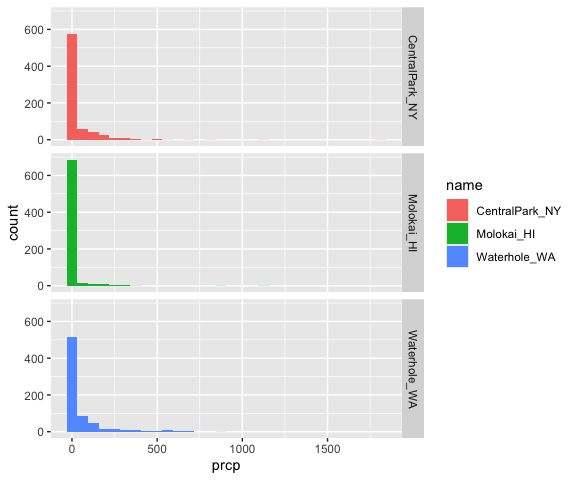 600
400
200
0
CentralPark_NY
600
400
200
0
Molokai_HI
600
400
200
0
Waterhole_WA
0 500 1000 1500
prcp
count
name
CentralPark_NY
Molokai_HI
Waterhole_WA